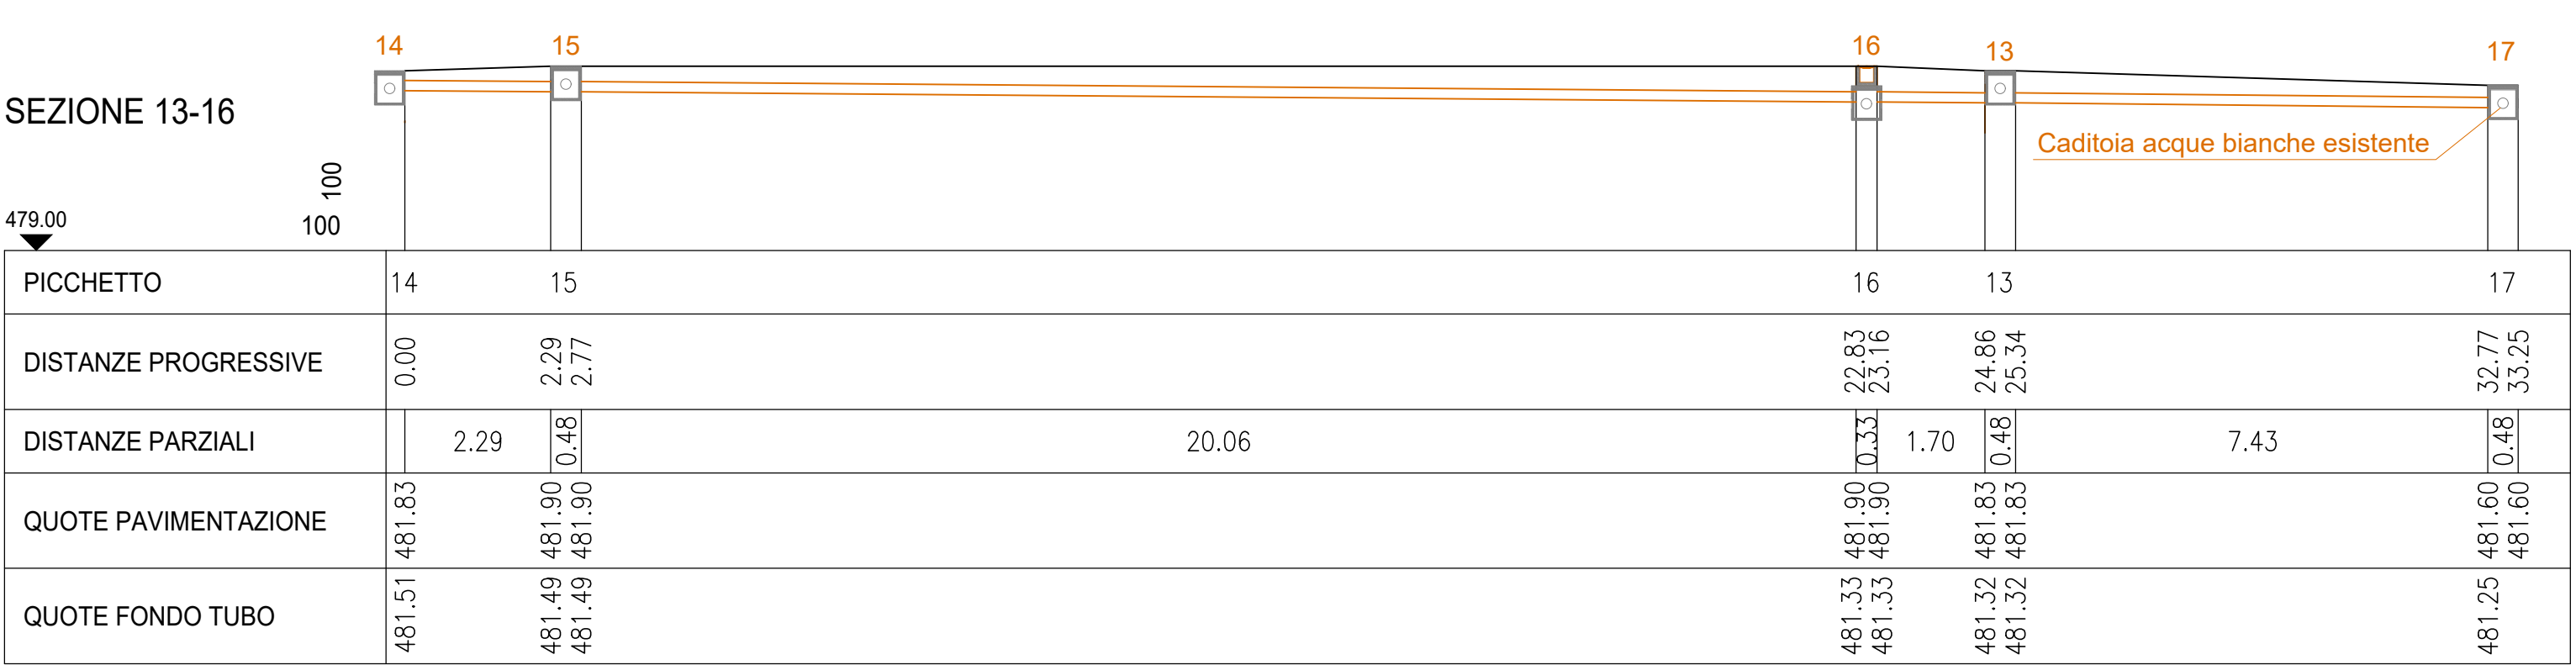 14 15 16 13 17
SEZIONE 13-16
Caditoia acque bianche esistente
100
479.00
100
PICCHETTO 14 15 16 13 17
DISTANZE PROGRESSIVE 0.00 2.29 2.77 22.83 23.16 24.86 25.34 32.77 33.25
DISTANZE PARZIALI 2.29 0.48 20.06 0.33 1.70 0.48 7.43 0.48
QUOTE PAVIMENTAZIONE 481.83 481.90 481.90 481.90 481.90 481.83 481.83 481.60 481.60
QUOTE FONDO TUBO 481.51 481.49 481.49 481.33 481.33 481.32 481.32 481.25